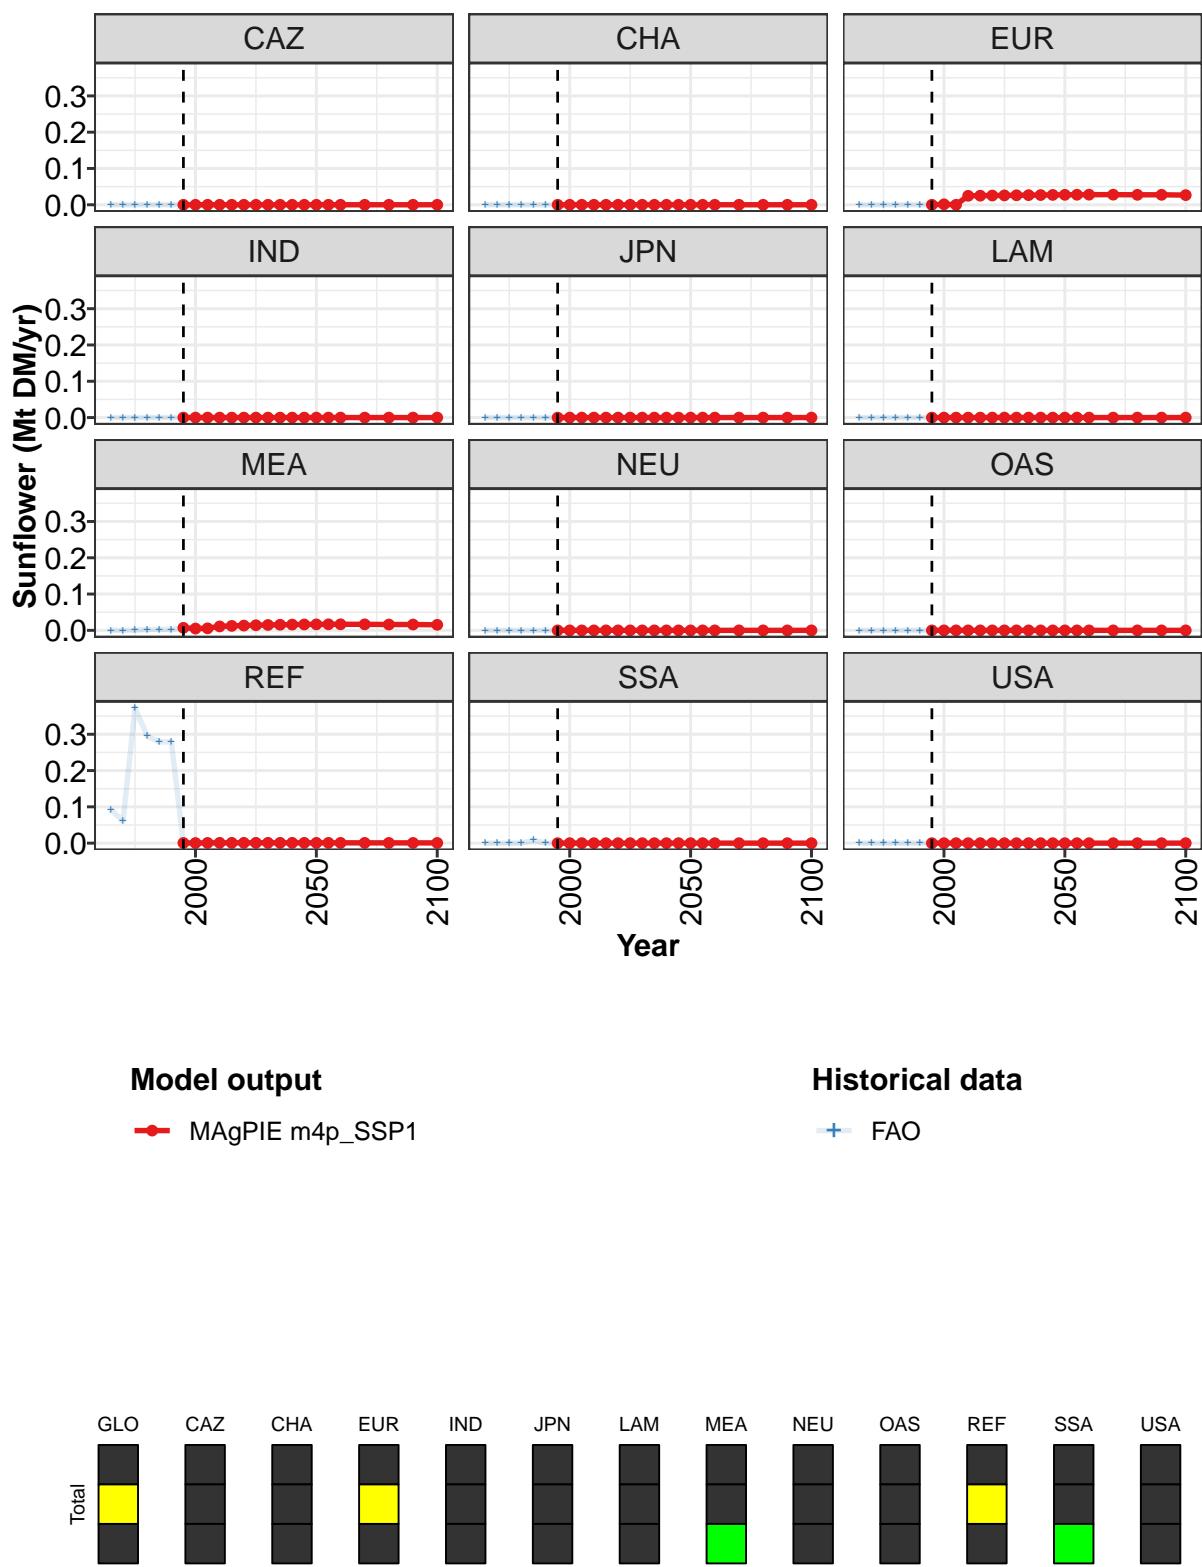 CAZ CHA EUR
0.3
0.2
0.1
0.0
IND JPN LAM
0.3
0.2
0.1
0.0
Sunflower (Mt DM/yr)
MEA NEU OAS
0.3
0.2
0.1
0.0
REF SSA USA
0.3
0.2
0.1
0.0
2000 2050 2100 2000 2050 2100 2000 2050 2100
Year
Model output Historical data
MAgPIE m4p_SSP1 FAO
GLO CAZ CHA EUR IND JPN LAM MEA NEU OAS REF SSA USA
Total